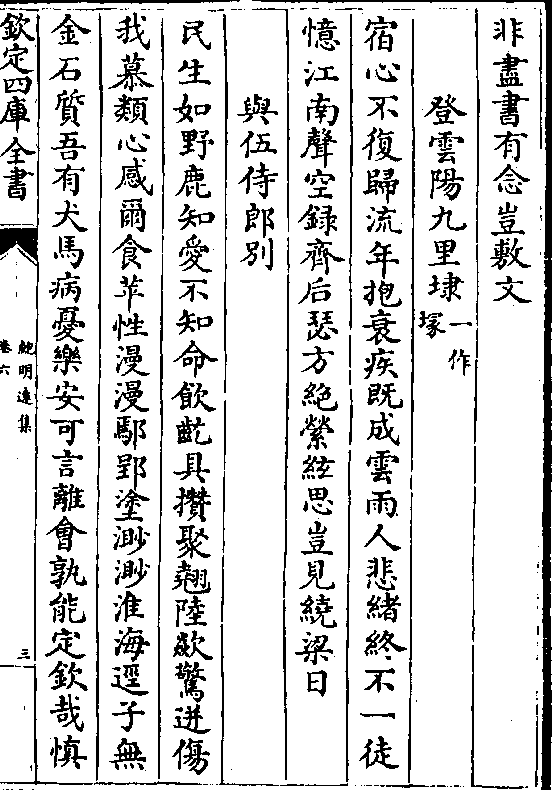 非盡書有念豈敷文
登雲陽九里埭一作塚
宿心不復歸流年抱衰疾既成雲雨人悲緒終不一徒
憶江南聲空録齊后瑟方絶縈絃思豈見繞梁日
與伍侍郎别
民生如野鹿知愛不知命飲齕具攢聚翹陸歘驚迸傷
我慕類心感爾食苹性漫漫鄢郢塗渺渺淮海逕子無
金石質吾有犬馬病憂樂安可言離會孰能定欽哉慎
欽定四庫全書
鮑明遠集
卷六
三